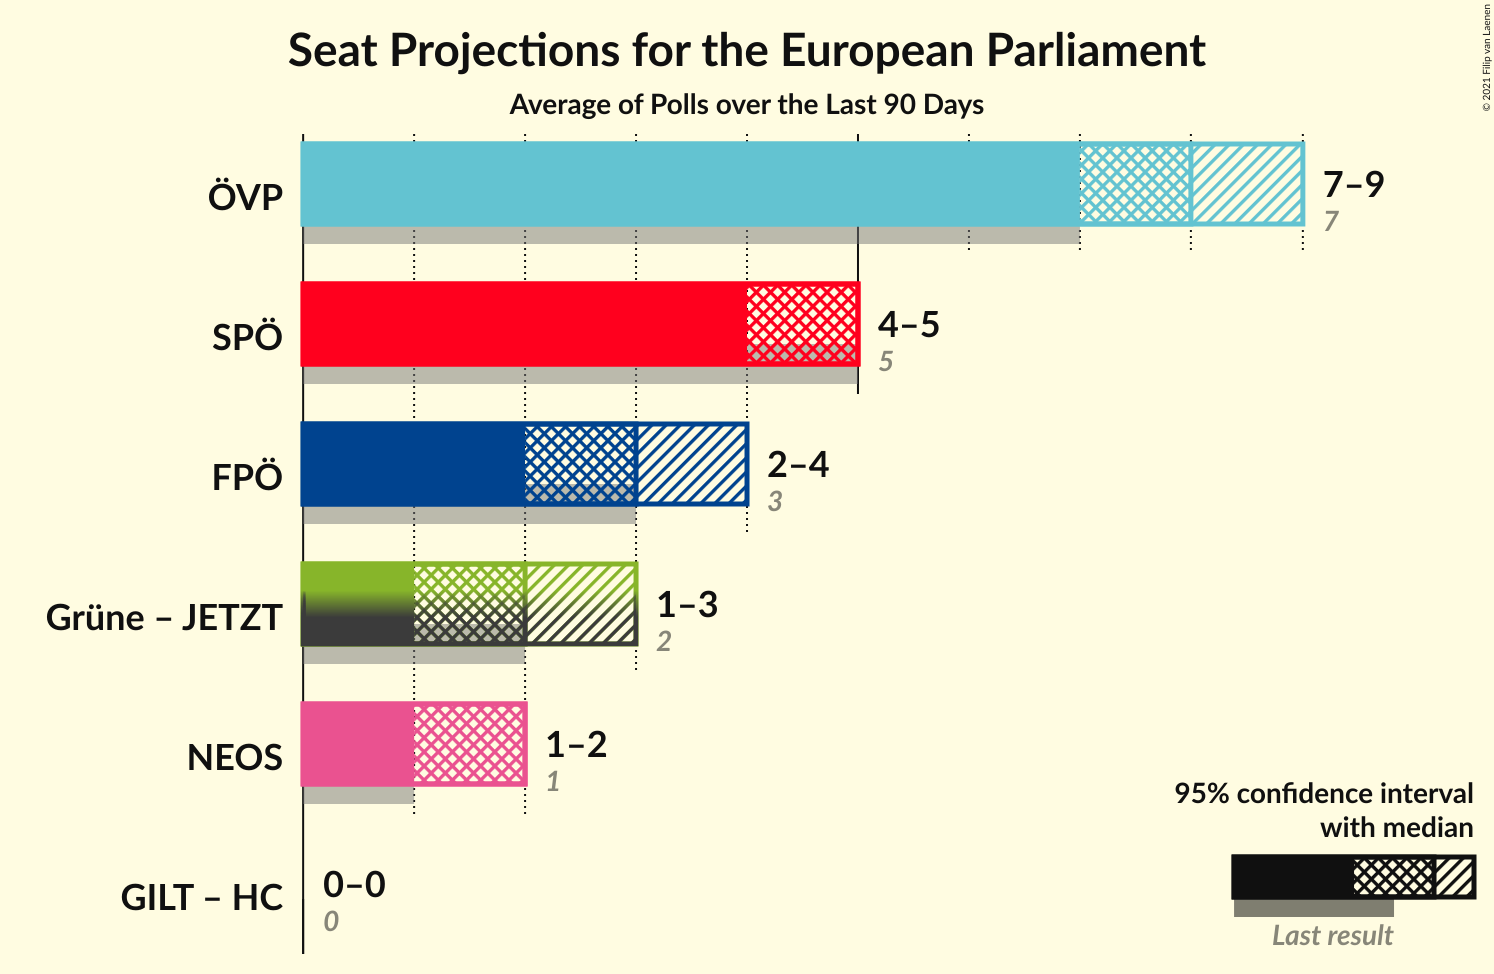 Seat Projections for the European Parliament
Average of Polls over the Last 90 Days
© 2021 Filip van Laenen
ÖVP
7–9
7
SPÖ
4–5
5
FPÖ
2–4
3
Grüne – JETZT
1–3
2
NEOS
1–2
1
GILT – HC
0–0
0
95% confidence interval
with median
Last result